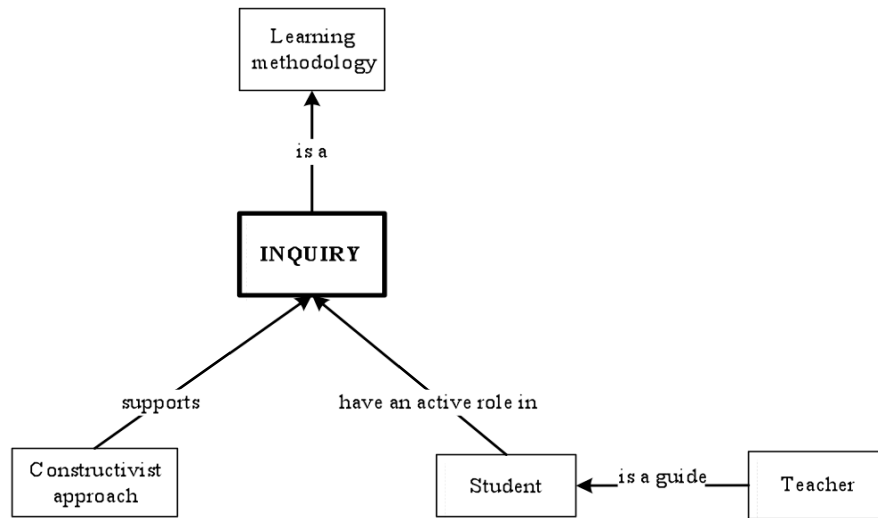 Learning
methodology
is a
INQUIRY
supports
have an active role in
Constructivist
approach
Student
is a guide
Teacher